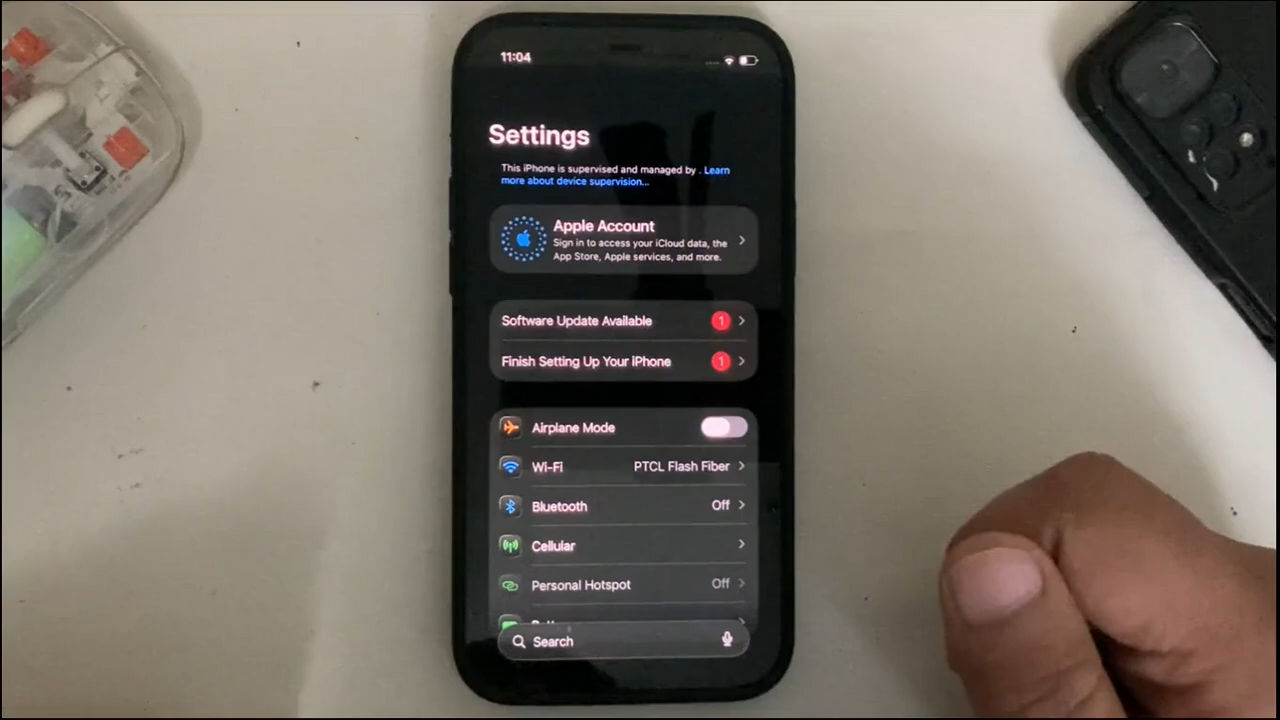 11:04
Settings
This iPhone is supervised and managed by . Learn
more about device supervision...
Apple Account
Sign in to access your iCloud data, the
App Store, Apple services, and more.
Software Update Available 1
Finish Setting Up Your iPhone 1
Airplane Mode
Wi-Fi PTCL Flash Fiber
Bluetooth Off
Cellular
Personal Hotspot Off
Search